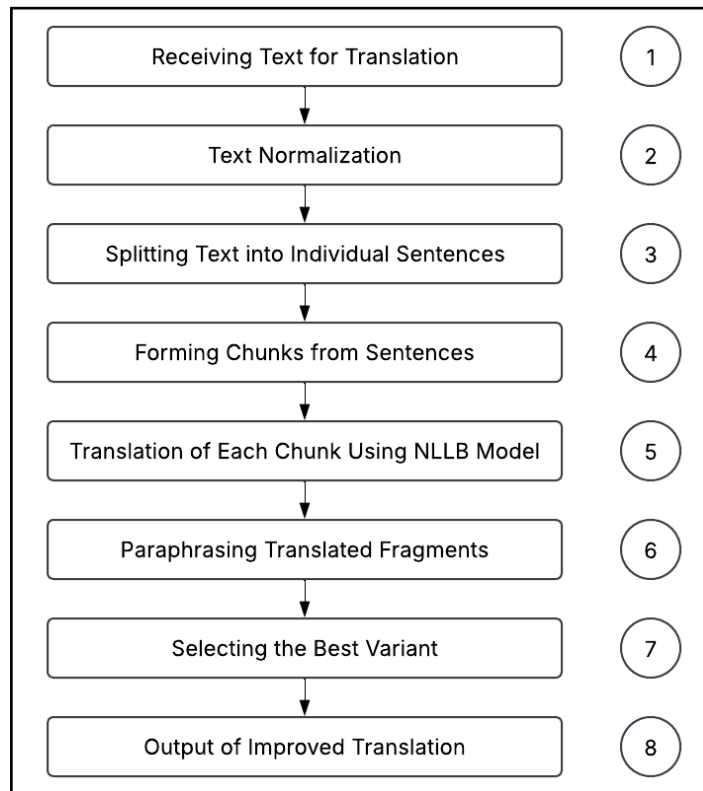 Receiving Text for Translation 1
Text Normalization 2
Splitting Text into Individual Sentences 3
Forming Chunks from Sentences 4
Translation of Each Chunk Using NLLB Model 5
Paraphrasing Translated Fragments 6
Selecting the Best Variant 7
Output of Improved Translation 8